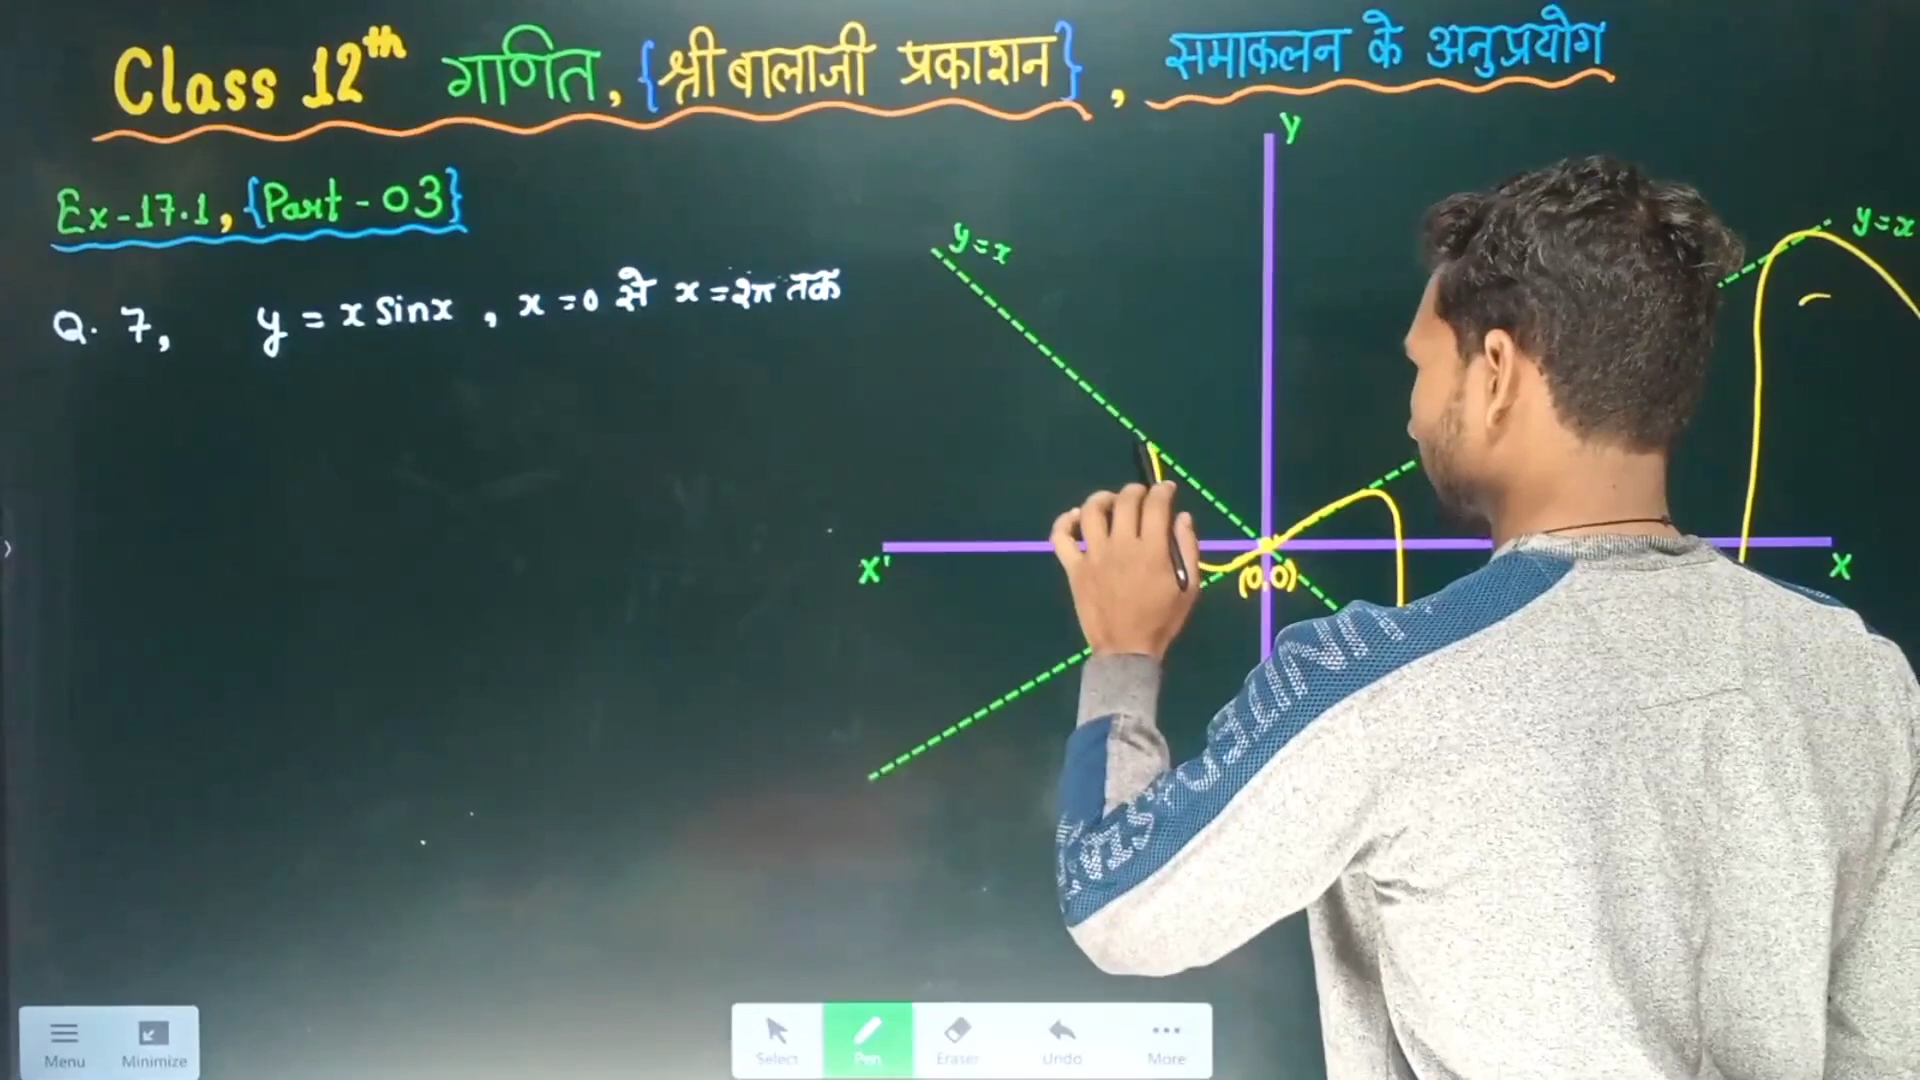 Class 12th गणित, {श्री बालाजी प्रकाशन}, समाकलन के अनुप्रयोग
Ex-17.1, {Part-03}
Q. 7, y = x sinx, x=0 से x=2π तक
y
y=x
y=x
X'
(0,0)
X
UNITED
Menu
Minimize
Select
Pen
Eraser
Undo
More